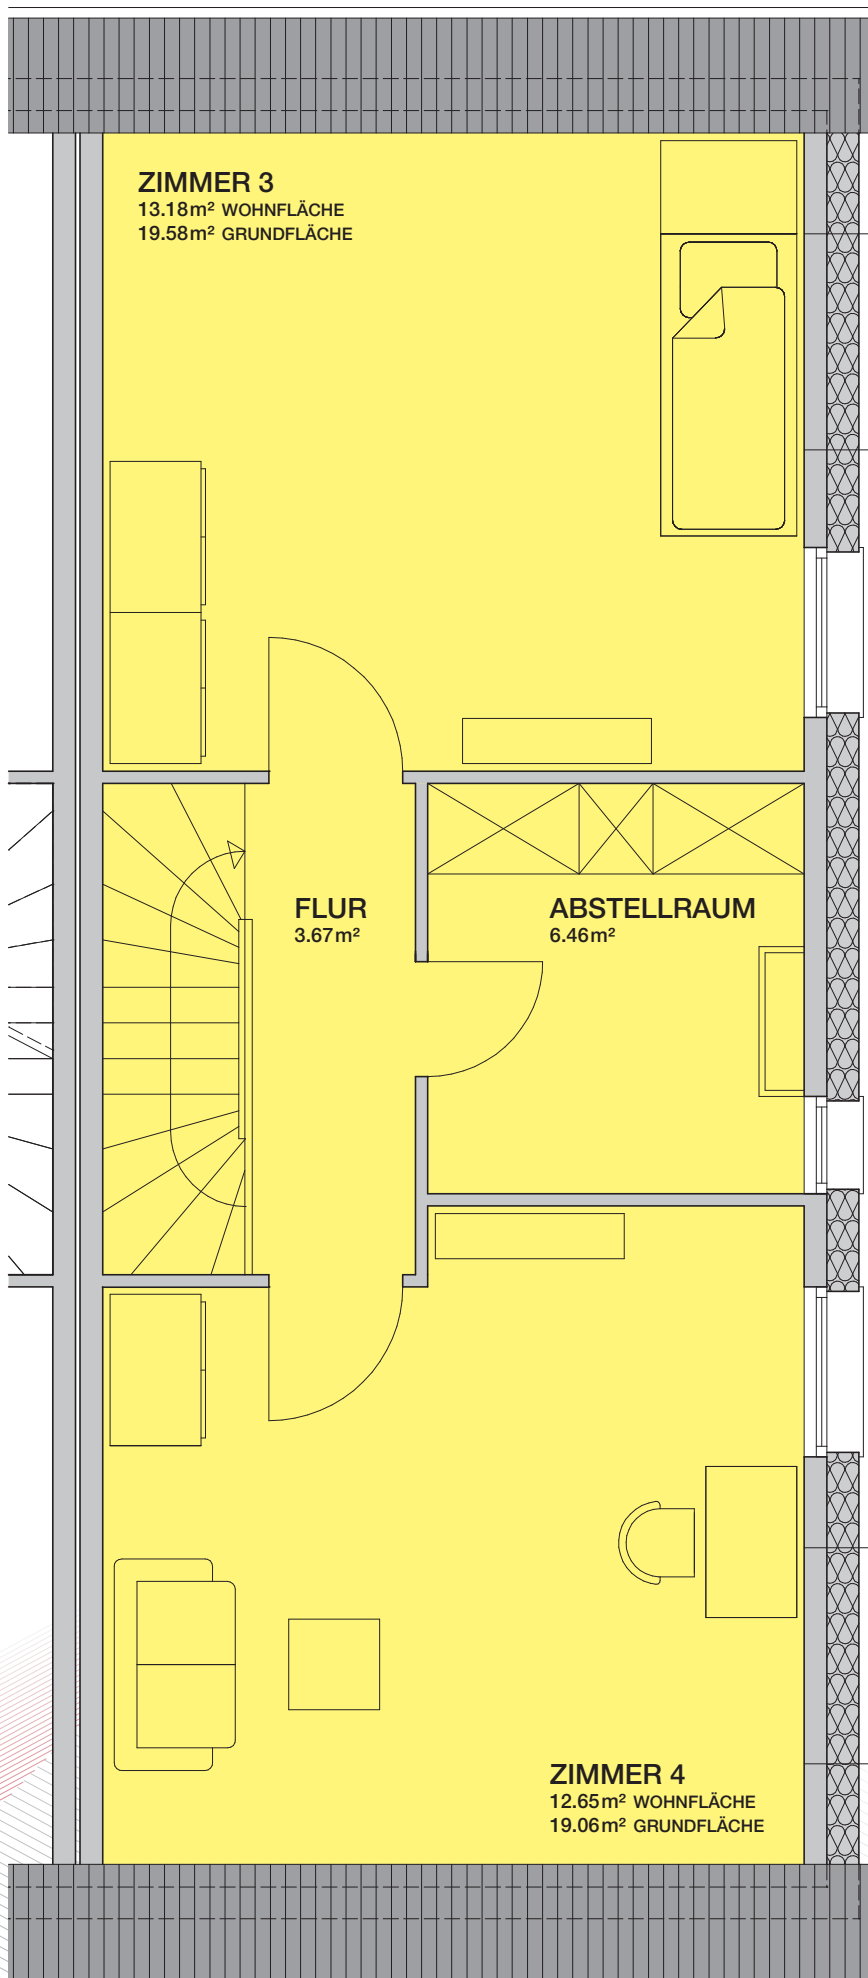 ZIMMER 3
13.18m² WOHNFLÄCHE
19.58m² GRUNDFLÄCHE
FLUR
3.67m²
ABSTELLRAUM
6.46m²
ZIMMER 4
12.65m² WOHNFLÄCHE
19.06m² GRUNDFLÄCHE